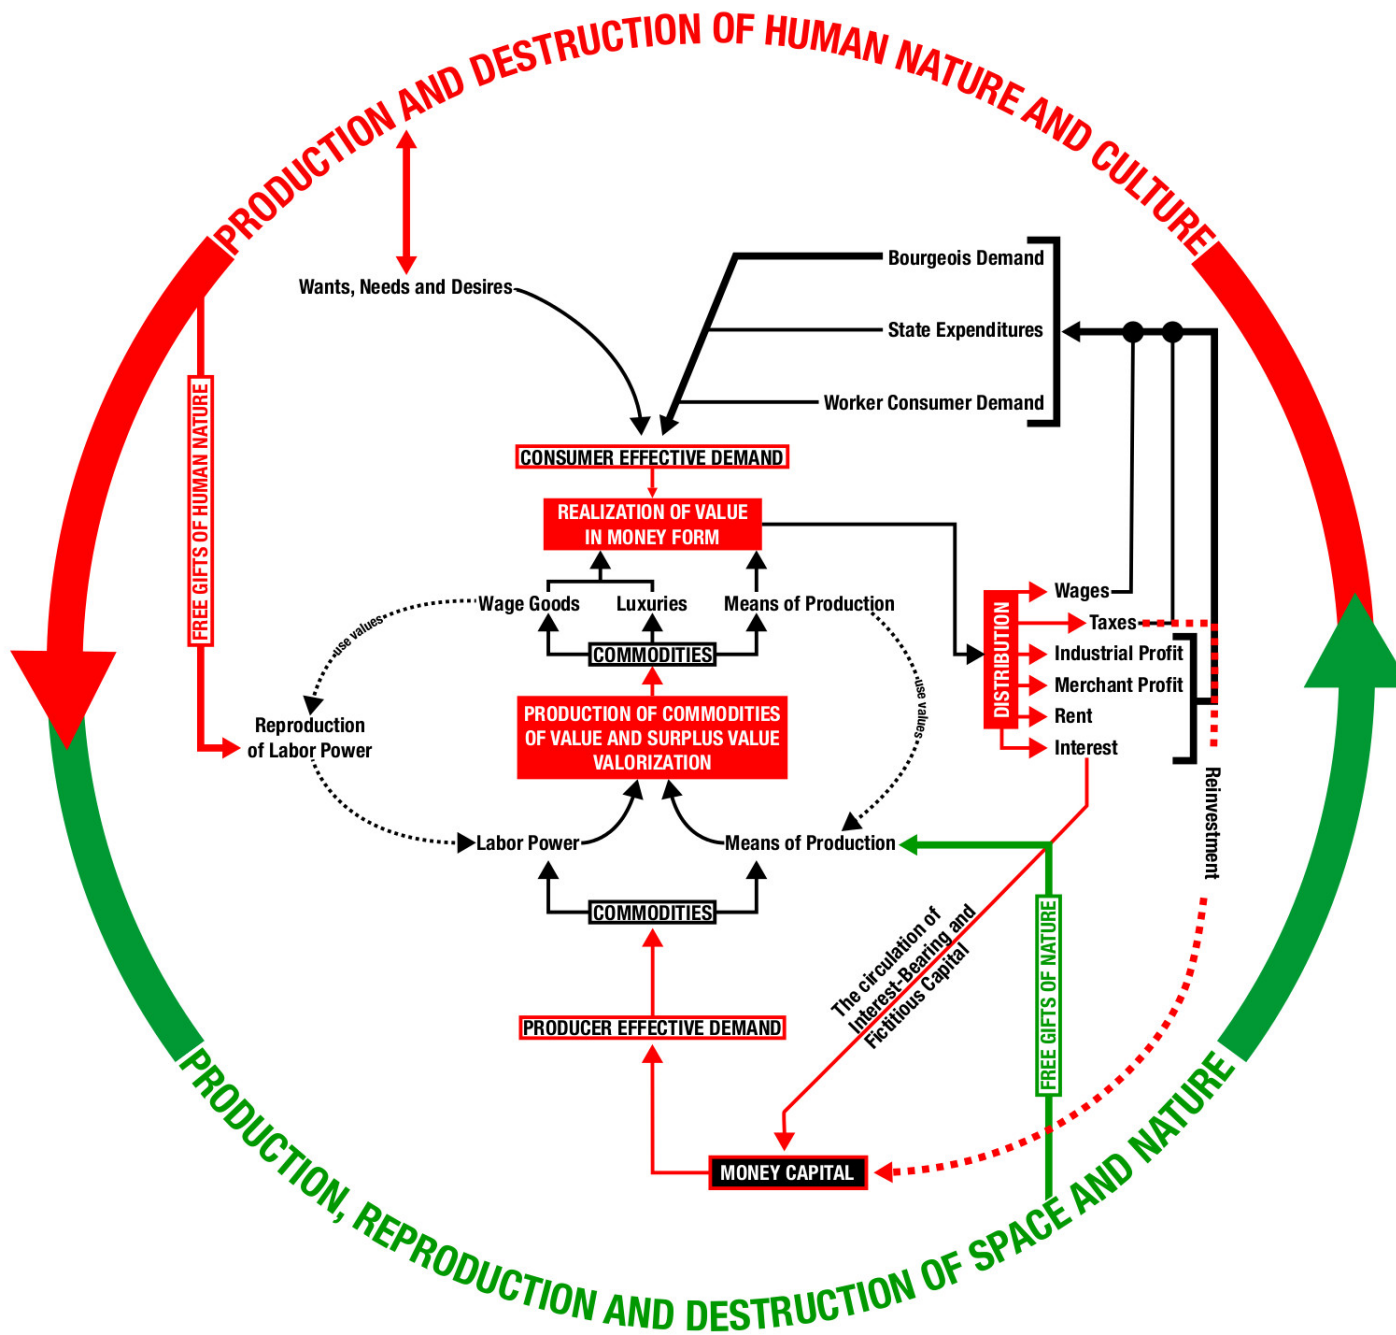 PRODUCTION AND DESTRUCTION OF HUMAN NATURE AND CULTURE
Wants, Needs and Desires
Bourgeois Demand
State Expenditures
Worker Consumer Demand
FREE GIFTS OF HUMAN NATURE
CONSUMER EFFECTIVE DEMAND
REALIZATION OF VALUE
IN MONEY FORM
Wage Goods
Luxuries
Means of Production
use values
use values
COMMODITIES
DISTRIBUTION
Wages
Taxes
Industrial Profit
Merchant Profit
Rent
Interest
Reproduction
of Labor Power
PRODUCTION OF COMMODITIES
OF VALUE AND SURPLUS VALUE
VALORIZATION
Reinvestment
Labor Power
Means of Production
COMMODITIES
The circulation of
Interest-Bearing and
Fictitious Capital
FREE GIFTS OF NATURE
PRODUCER EFFECTIVE DEMAND
MONEY CAPITAL
PRODUCTION, REPRODUCTION AND DESTRUCTION OF SPACE AND NATURE